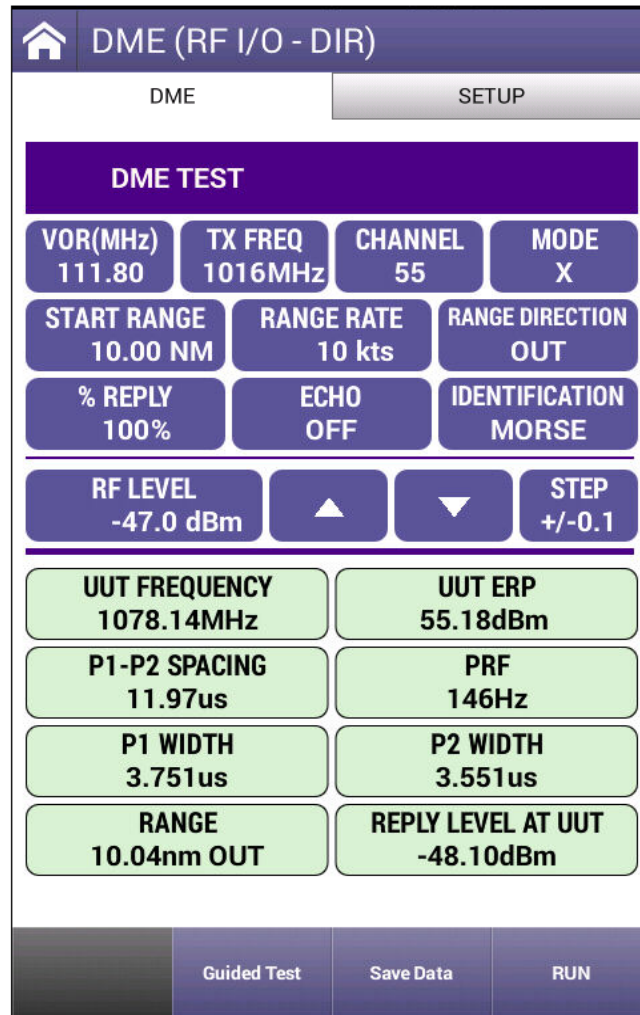 DME (RF I/O - DIR)
DME
SETUP
DME TEST
VOR(MHz)
111.80
TX FREQ
1016MHz
CHANNEL
55
MODE
X
START RANGE
10.00 NM
RANGE RATE
10 kts
RANGE DIRECTION
OUT
% REPLY
100%
ECHO
OFF
IDENTIFICATION
MORSE
RF LEVEL
-47.0 dBm
STEP
+/-0.1
UUT FREQUENCY
1078.14MHz
UUT ERP
55.18dBm
P1-P2 SPACING
11.97us
PRF
146Hz
P1 WIDTH
3.751us
P2 WIDTH
3.551us
RANGE
10.04nm OUT
REPLY LEVEL AT UUT
-48.10dBm
Guided Test
Save Data
RUN